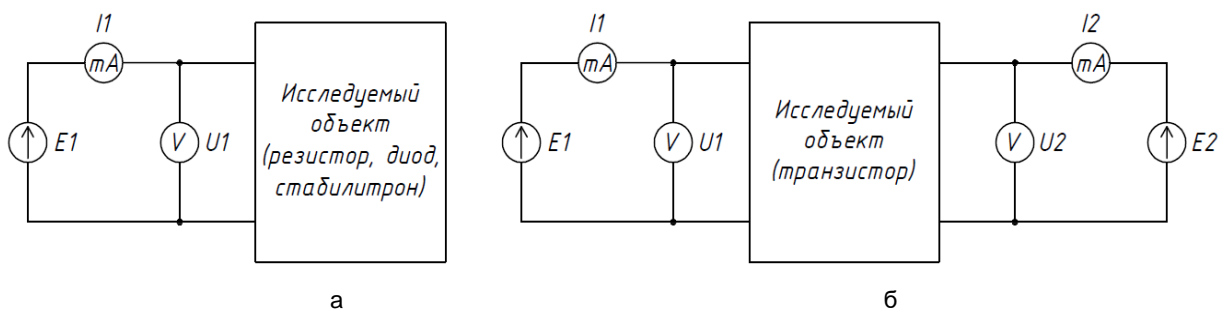 I1
mA
E1
V
U1
Исследуемый
объект
(резистор, диод,
стабилитрон)
а
I1
mA
E1
V
U1
Исследуемый
объект
(транзистор)
I2
mA
V
U2
E2
б